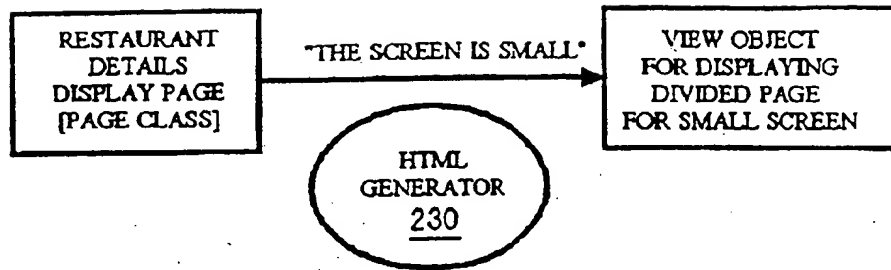 RESTAURANT
DETAILS
DISPLAY PAGE
[PAGE CLASS]
"THE SCREEN IS SMALL"
VIEW OBJECT
FOR DISPLAYING
DIVIDED PAGE
FOR SMALL SCREEN
HTML
GENERATOR
230